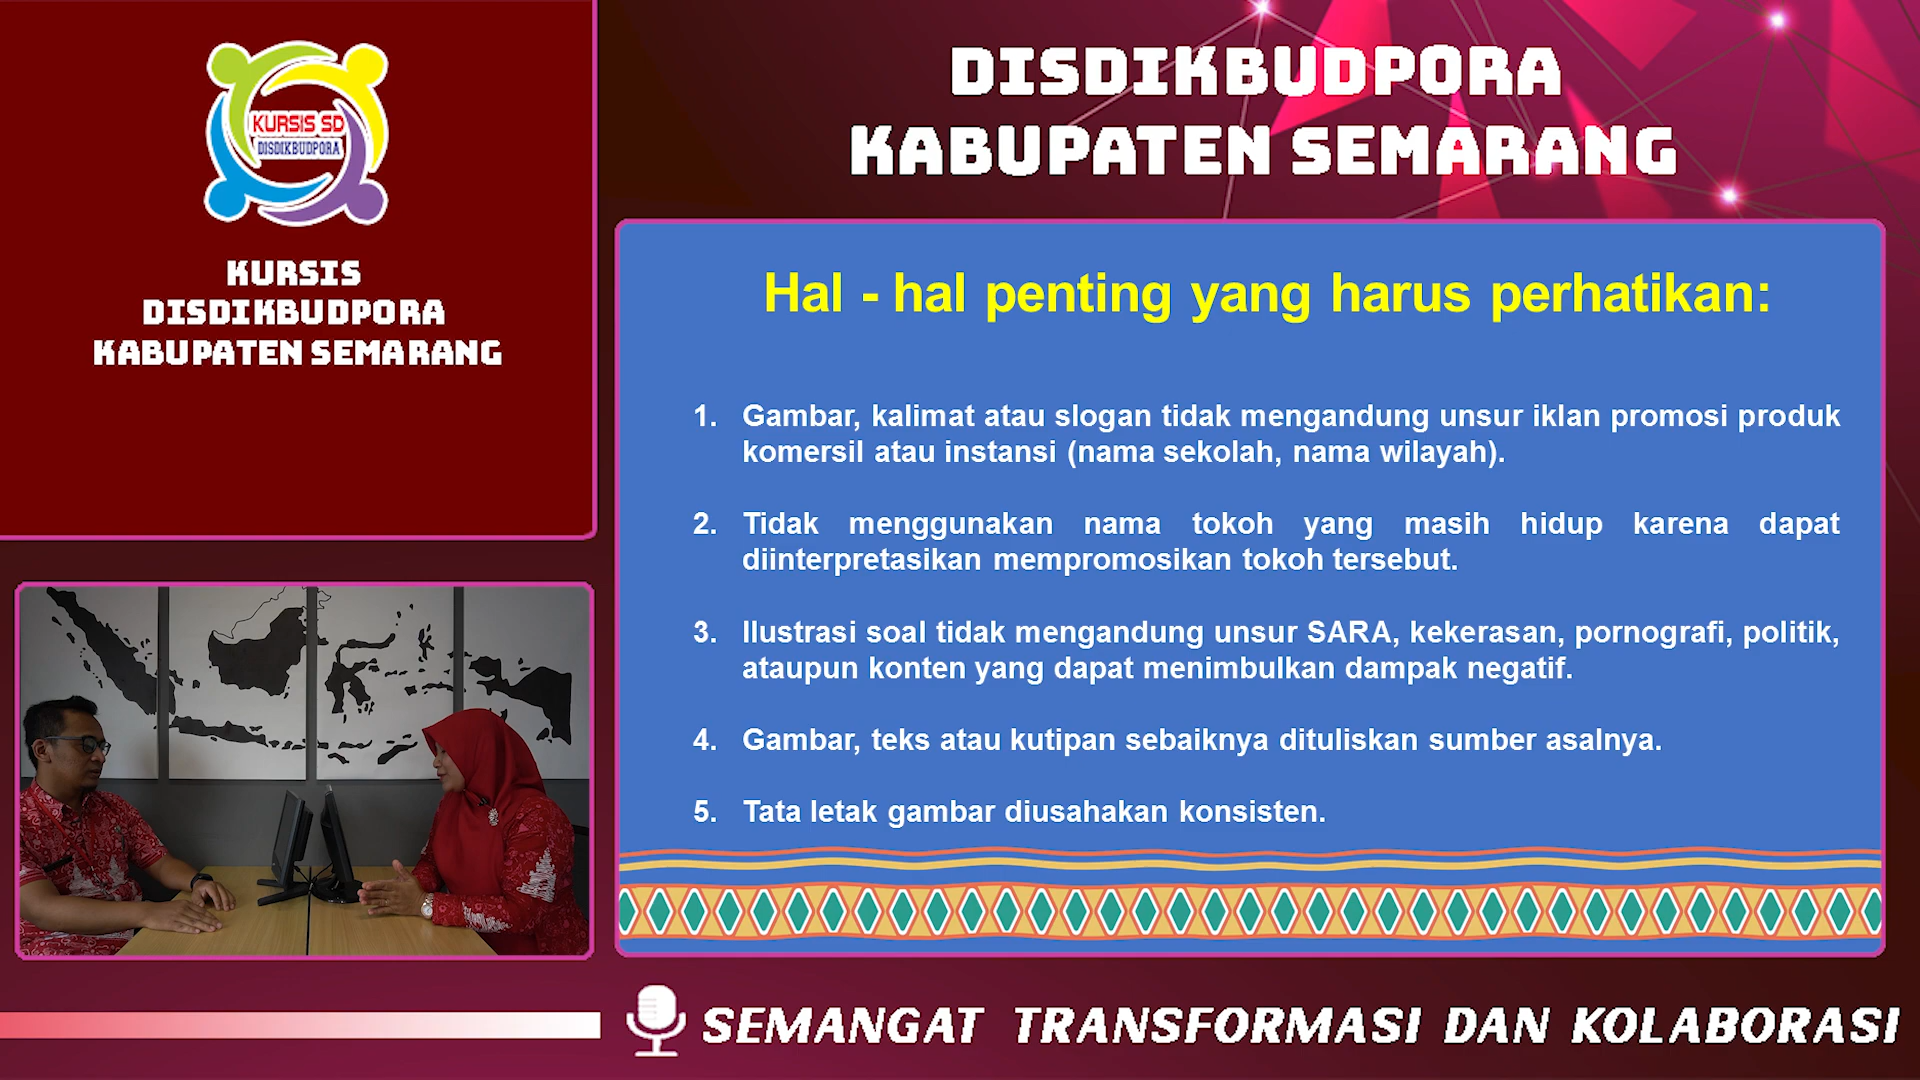 KURSIS SD
DISDIKBUDPORA
KURSIS
DISDIKBUDPORA
KABUPATEN SEMARANG
DISDIKBUDPORA
KABUPATEN SEMARANG
Hal - hal penting yang harus perhatikan:
1. Gambar, kalimat atau slogan tidak mengandung unsur iklan promosi produk
komersil atau instansi (nama sekolah, nama wilayah).
2. Tidak menggunakan nama tokoh yang masih hidup karena dapat
diinterpretasikan mempromosikan tokoh tersebut.
3. Ilustrasi soal tidak mengandung unsur SARA, kekerasan, pornografi, politik,
ataupun konten yang dapat menimbulkan dampak negatif.
4. Gambar, teks atau kutipan sebaiknya dituliskan sumber asalnya.
5. Tata letak gambar diusahakan konsisten.
SEMANGAT TRANSFORMASI DAN KOLABORASI